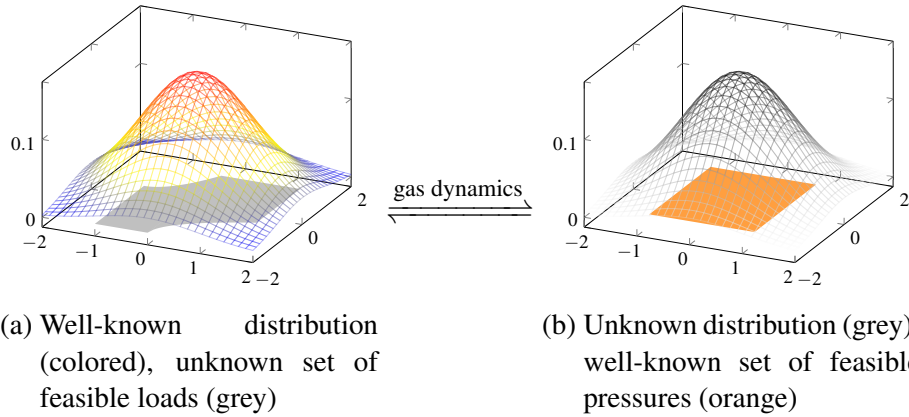 0.1
0
−2
−1
0
1
2
−2
0
2
gas dynamics
0.1
0
−2
−1
0
1
2
−2
0
2
(a) Well-known distribution
(colored), unknown set of
feasible loads (grey)
(b) Unknown distribution (grey)
well-known set of feasible
pressures (orange)